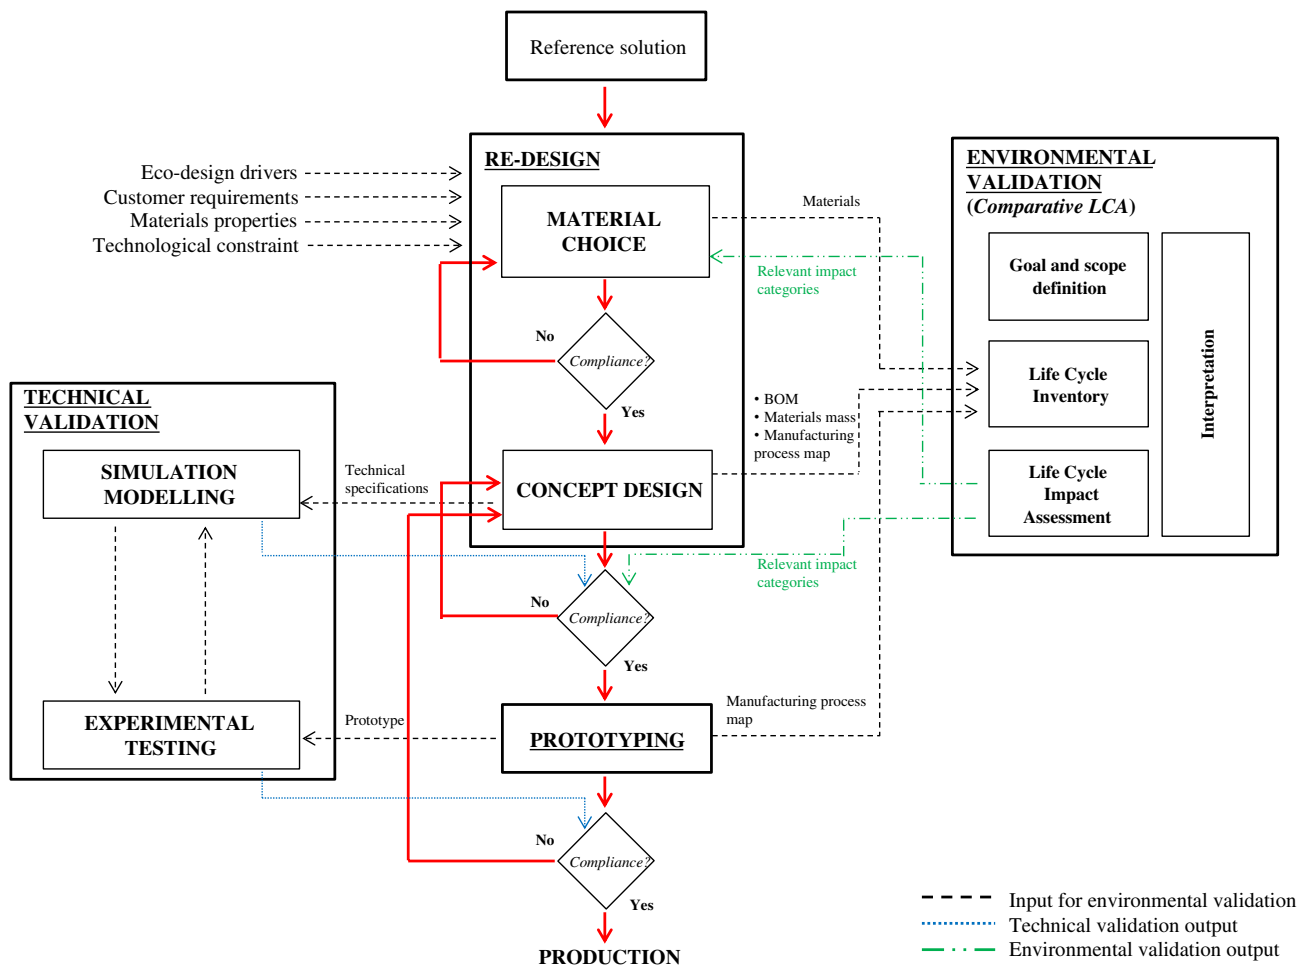 Reference solution
RE-DESIGN
Eco-design drivers
Customer requirements
Materials properties
Technological constraint
MATERIAL
CHOICE
Materials
Relevant impact
categories
ENVIRONMENTAL
VALIDATION
(Comparative LCA)
Goal and scope
definition
Life Cycle
Inventory
Life Cycle
Impact
Assessment
Interpretation
No
Compliance?
Yes
• BOM
• Materials mass
• Manufacturing
process map
TECHNICAL
VALIDATION
SIMULATION
MODELLING
Technical
specifications
CONCEPT DESIGN
Relevant impact
categories
No
Compliance?
Yes
EXPERIMENTAL
TESTING
Prototype
PROTOTYPING
Manufacturing process
map
No
Compliance?
Yes
PRODUCTION
Input for environmental validation
Technical validation output
Environmental validation output